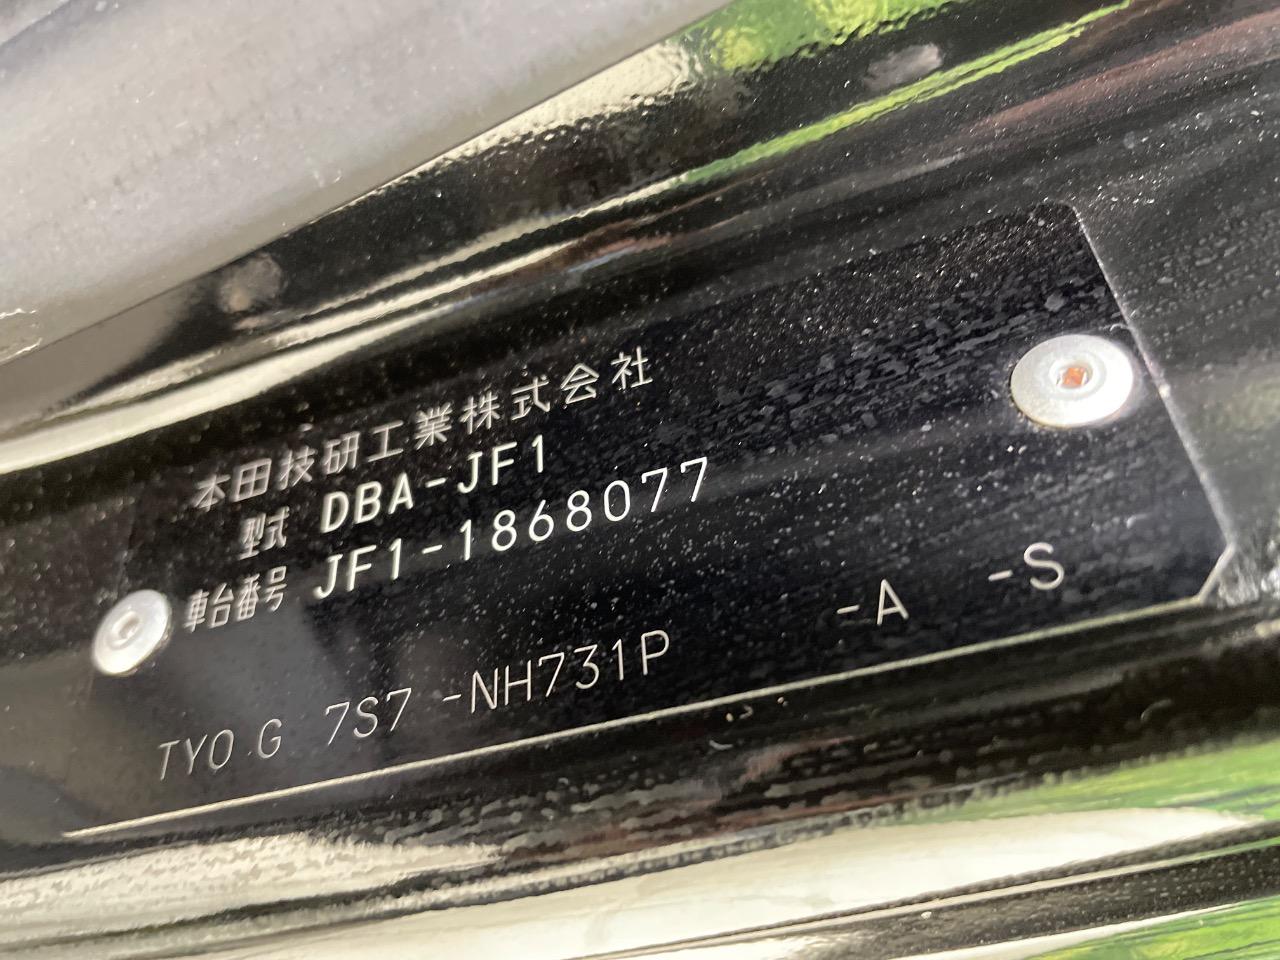 本田技研工業株式会社
型式 DBA-JF1
車台番号 JF1-1868077
TYO G 7S7 -NH731P -A -S